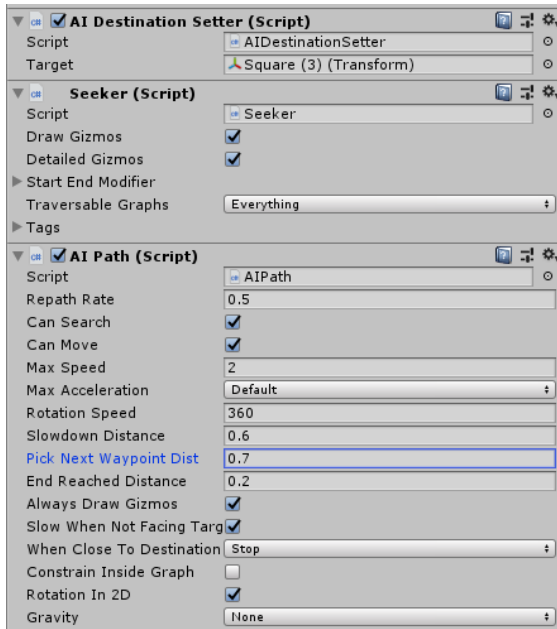 AI Destination Setter (Script)
Script AIDestinationSetter
Target Square (3) (Transform)
Seeker (Script)
Script Seeker
Draw Gizmos
Detailed Gizmos
Start End Modifier
Traversable Graphs Everything
Tags
AI Path (Script)
Script AIPath
Repath Rate 0.5
Can Search
Can Move
Max Speed 2
Max Acceleration Default
Rotation Speed 360
Slowdown Distance 0.6
Pick Next Waypoint Dist 0.7
End Reached Distance 0.2
Always Draw Gizmos
Slow When Not Facing Targ
When Close To Destination Stop
Constrain Inside Graph
Rotation In 2D
Gravity None